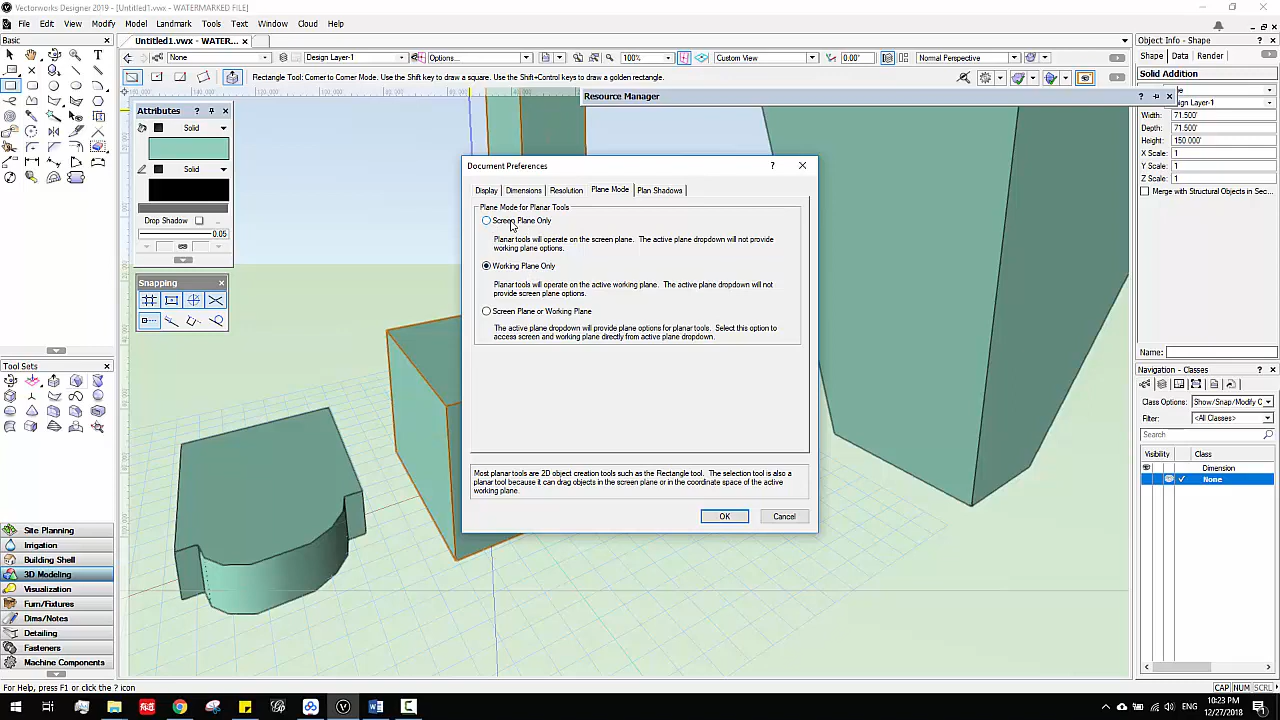 Vectorworks Designer 2019 - [Untitled1.vwx - WATERMARKED FILE]
File Edit View Modify Model Landmark Tools Text Window Cloud Help
Basic
Untitled1.vwx - WATER...
None
Design Layer-1
Options...
100%
Custom View
0.00°
Normal Perspective
Rectangle Tool: Corner to Corner Mode. Use the Shift key to draw a square. Use the Shift+Control keys to draw a golden rectangle.
Object Info - Shape
Shape Data Render
Solid Addition
Width: 71.500'
Depth: 71.500'
Height: 150.000'
X Scale: 1
Y Scale: 1
Z Scale: 1
Merge with Structural Objects in Sec...
Name:
Resource Manager
Attributes
Solid
Solid
Drop Shadow
0.05
Snapping
Document Preferences
Display Dimensions Resolution Plane Mode Plan Shadows
Plane Mode for Planar Tools
Screen Plane Only
Planar tools will operate on the screen plane. The active plane dropdown will not provide
working plane options.
Working Plane Only
Planar tools will operate on the active working plane. The active plane dropdown will not
provide screen plane options.
Screen Plane or Working Plane
The active plane dropdown will provide plane options for planar tools. Select this option to
access screen and working plane directly from active plane dropdown.
Most planar tools are 2D object creation tools such as the Rectangle tool. The selection tool is also a
planar tool because it can drag objects in the screen plane or in the coordinate space of the active
working plane.
OK Cancel
Tool Sets
Site Planning
Irrigation
Building Shell
3D Modeling
Visualization
Furn/Fixtures
Dims/Notes
Detailing
Fasteners
Machine Components
Navigation - Classes
Class Options: Show/Snap/Modify O
Filter: <All Classes>
Search
Visibility Class
Dimension
None
For Help, press F1 or click the ? icon
CAP NUM SCRL
ENG
10:23 PM
12/27/2018